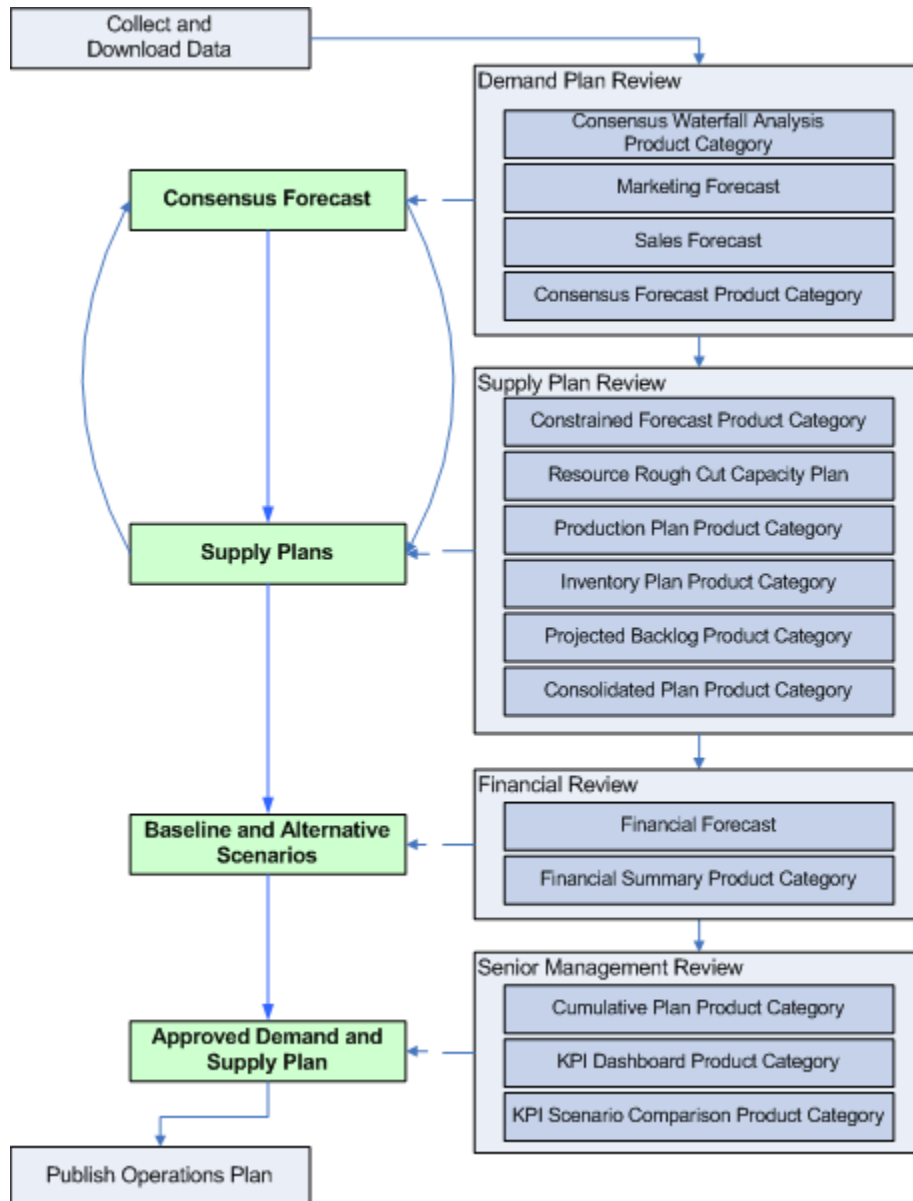 Collect and
Download Data
Demand Plan Review
Consensus Waterfall Analysis
Product Category
Marketing Forecast
Sales Forecast
Consensus Forecast Product Category
Consensus Forecast
Supply Plan Review
Constrained Forecast Product Category
Resource Rough Cut Capacity Plan
Production Plan Product Category
Inventory Plan Product Category
Projected Backlog Product Category
Consolidated Plan Product Category
Supply Plans
Financial Review
Financial Forecast
Financial Summary Product Category
Baseline and Alternative
Scenarios
Senior Management Review
Cumulative Plan Product Category
KPI Dashboard Product Category
KPI Scenario Comparison Product Category
Approved Demand and
Supply Plan
Publish Operations Plan